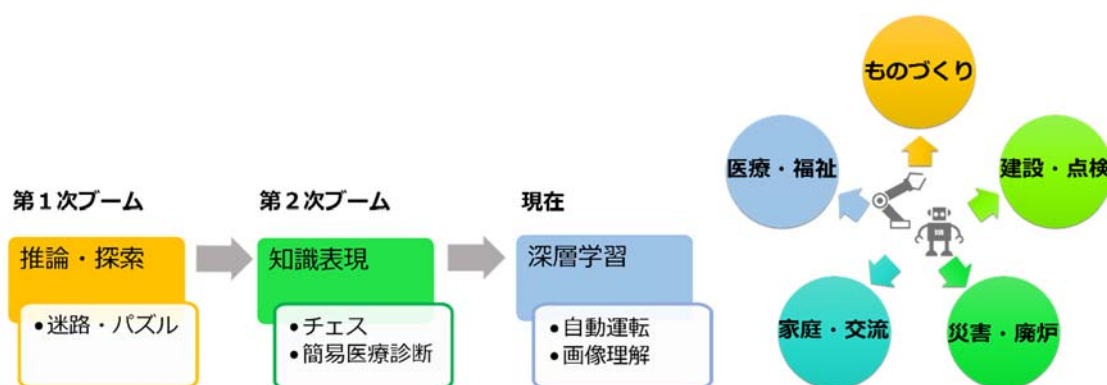 第１次ブーム
推論・探索
●迷路・パズル
第２次ブーム
知識表現
●チェス
●簡易医療診断
現在
深層学習
●自動運転
●画像理解
ものづくり
医療・福祉
建設・点検
家庭・交流
災害・廃炉